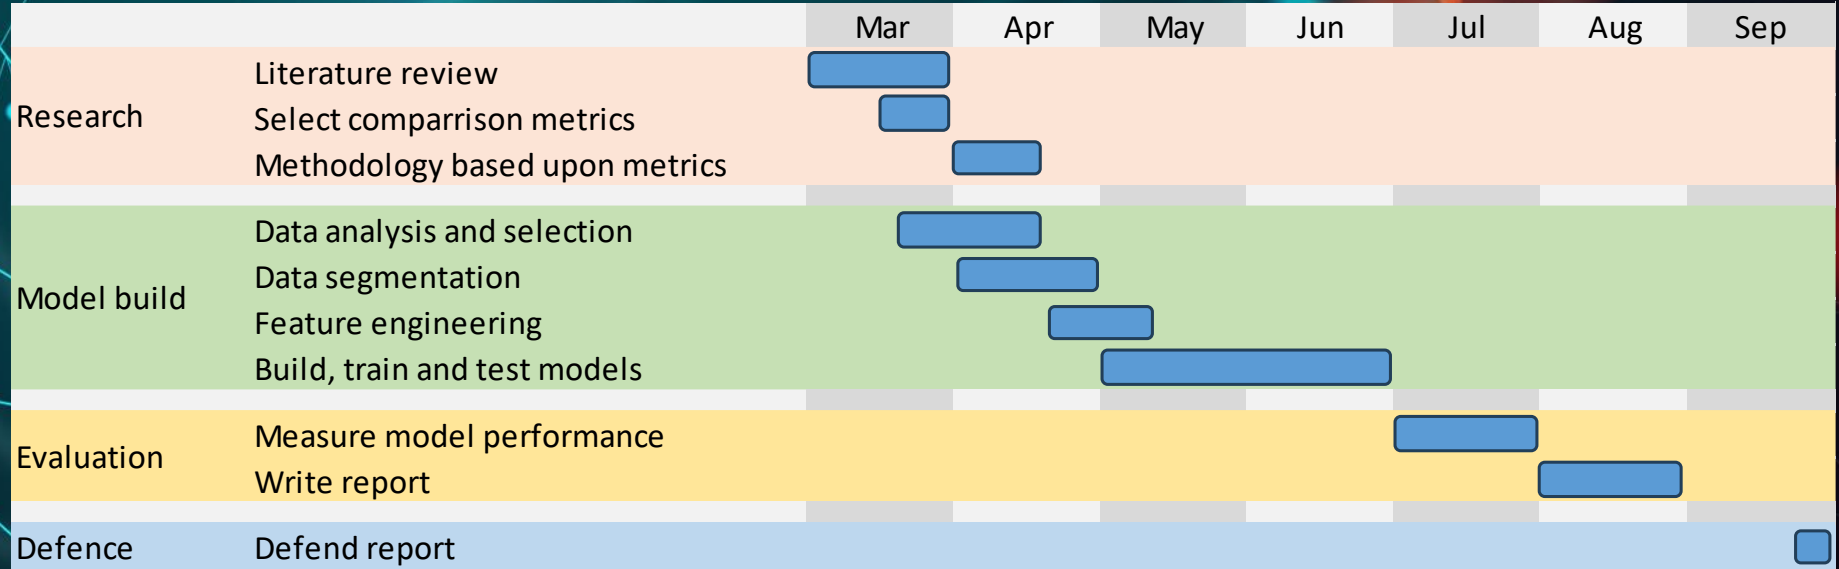 Mar Apr May Jun Jul Aug Sep
Research
Literature review
Select comparrison metrics
Methodology based upon metrics
Model build
Data analysis and selection
Data segmentation
Feature engineering
Build, train and test models
Evaluation
Measure model performance
Write report
Defence
Defend report